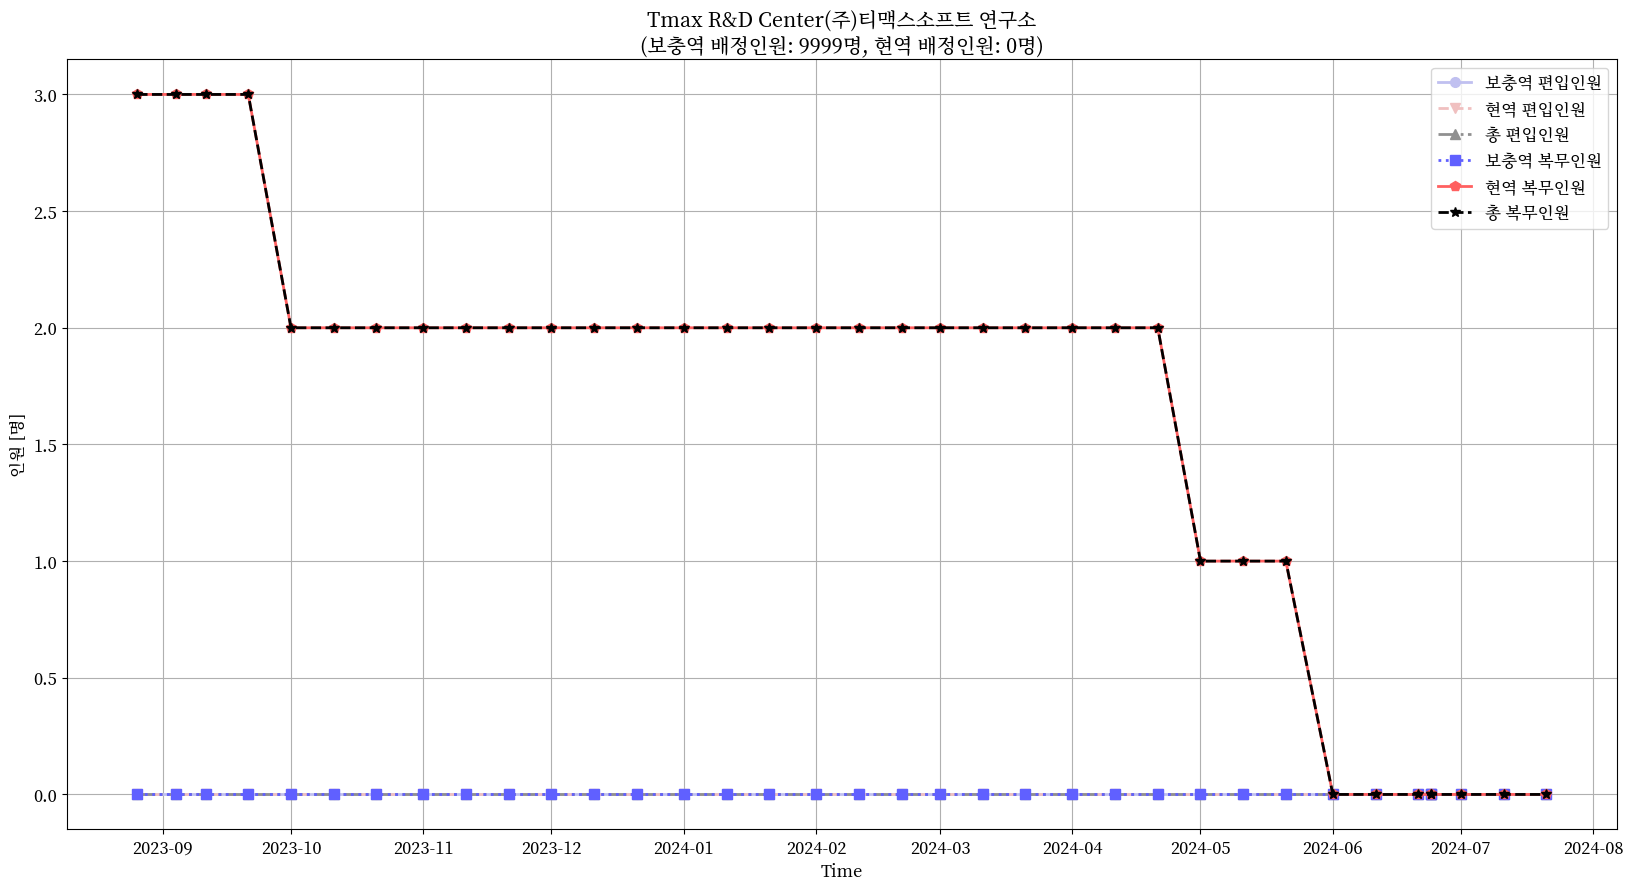 Tmax R&D Center(주)티맥스소프트 연구소
(보충역 배정인원: 9999명, 현역 배정인원: 0명)
보충역 편입인원
현역 편입인원
총 편입인원
보충역 복무인원
현역 복무인원
총 복무인원
인원 [명]
3.0
2.5
2.0
1.5
1.0
0.5
0.0
2023-09 2023-10 2023-11 2023-12 2024-01 2024-02 2024-03 2024-04 2024-05 2024-06 2024-07 2024-08
Time